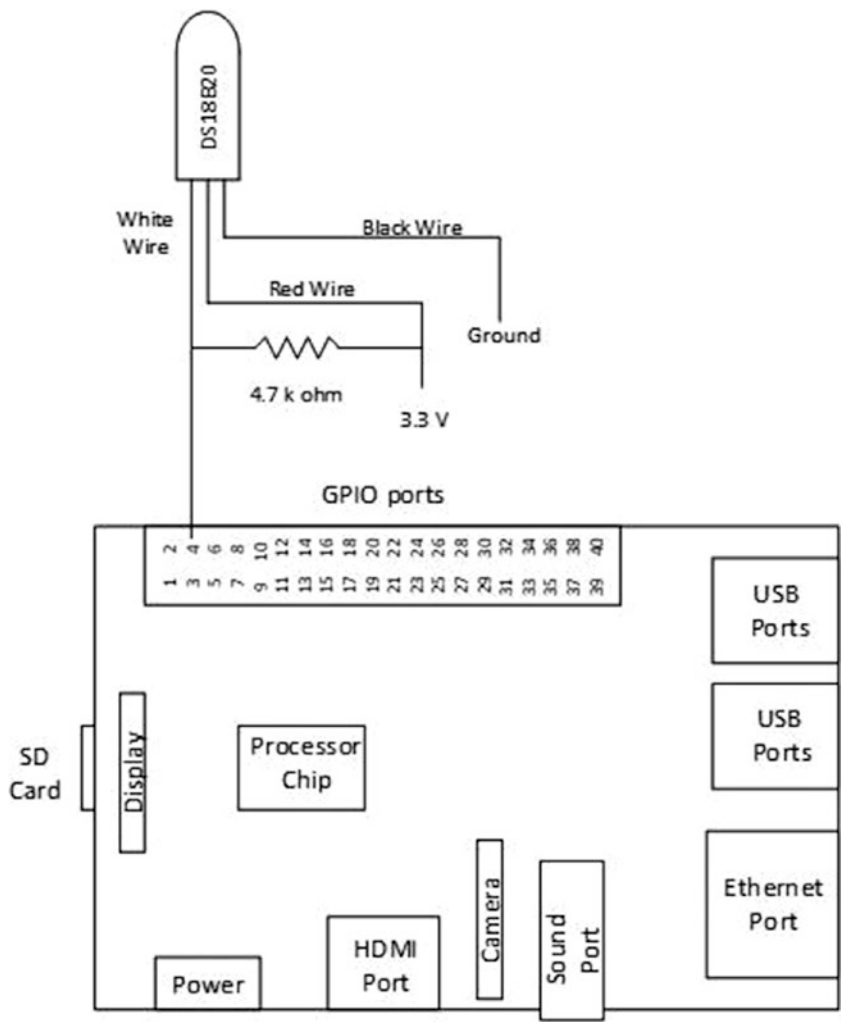 DS18B20
White
Wire
Black Wire
Red Wire
Ground
4.7 k ohm
3.3 V
GPIO ports
2 4 6 8 10 12 14 16 18 20 22 24 26 28 30 32 34 36 38 40
1 3 5 7 9 11 13 15 17 19 21 23 25 27 29 31 33 35 37 39
USB
Ports
USB
Ports
SD
Card
Display
Processor
Chip
Ethernet
Port
Camera
Sound
Port
HDMI
Port
Power